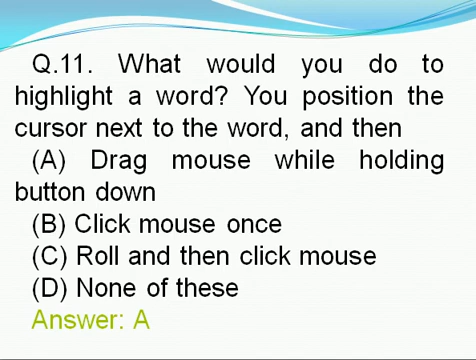 Q.11. What would you do to
highlight a word? You position the
cursor next to the word, and then
(A) Drag mouse while holding
button down
(B) Click mouse once
(C) Roll and then click mouse
(D) None of these
Answer: A